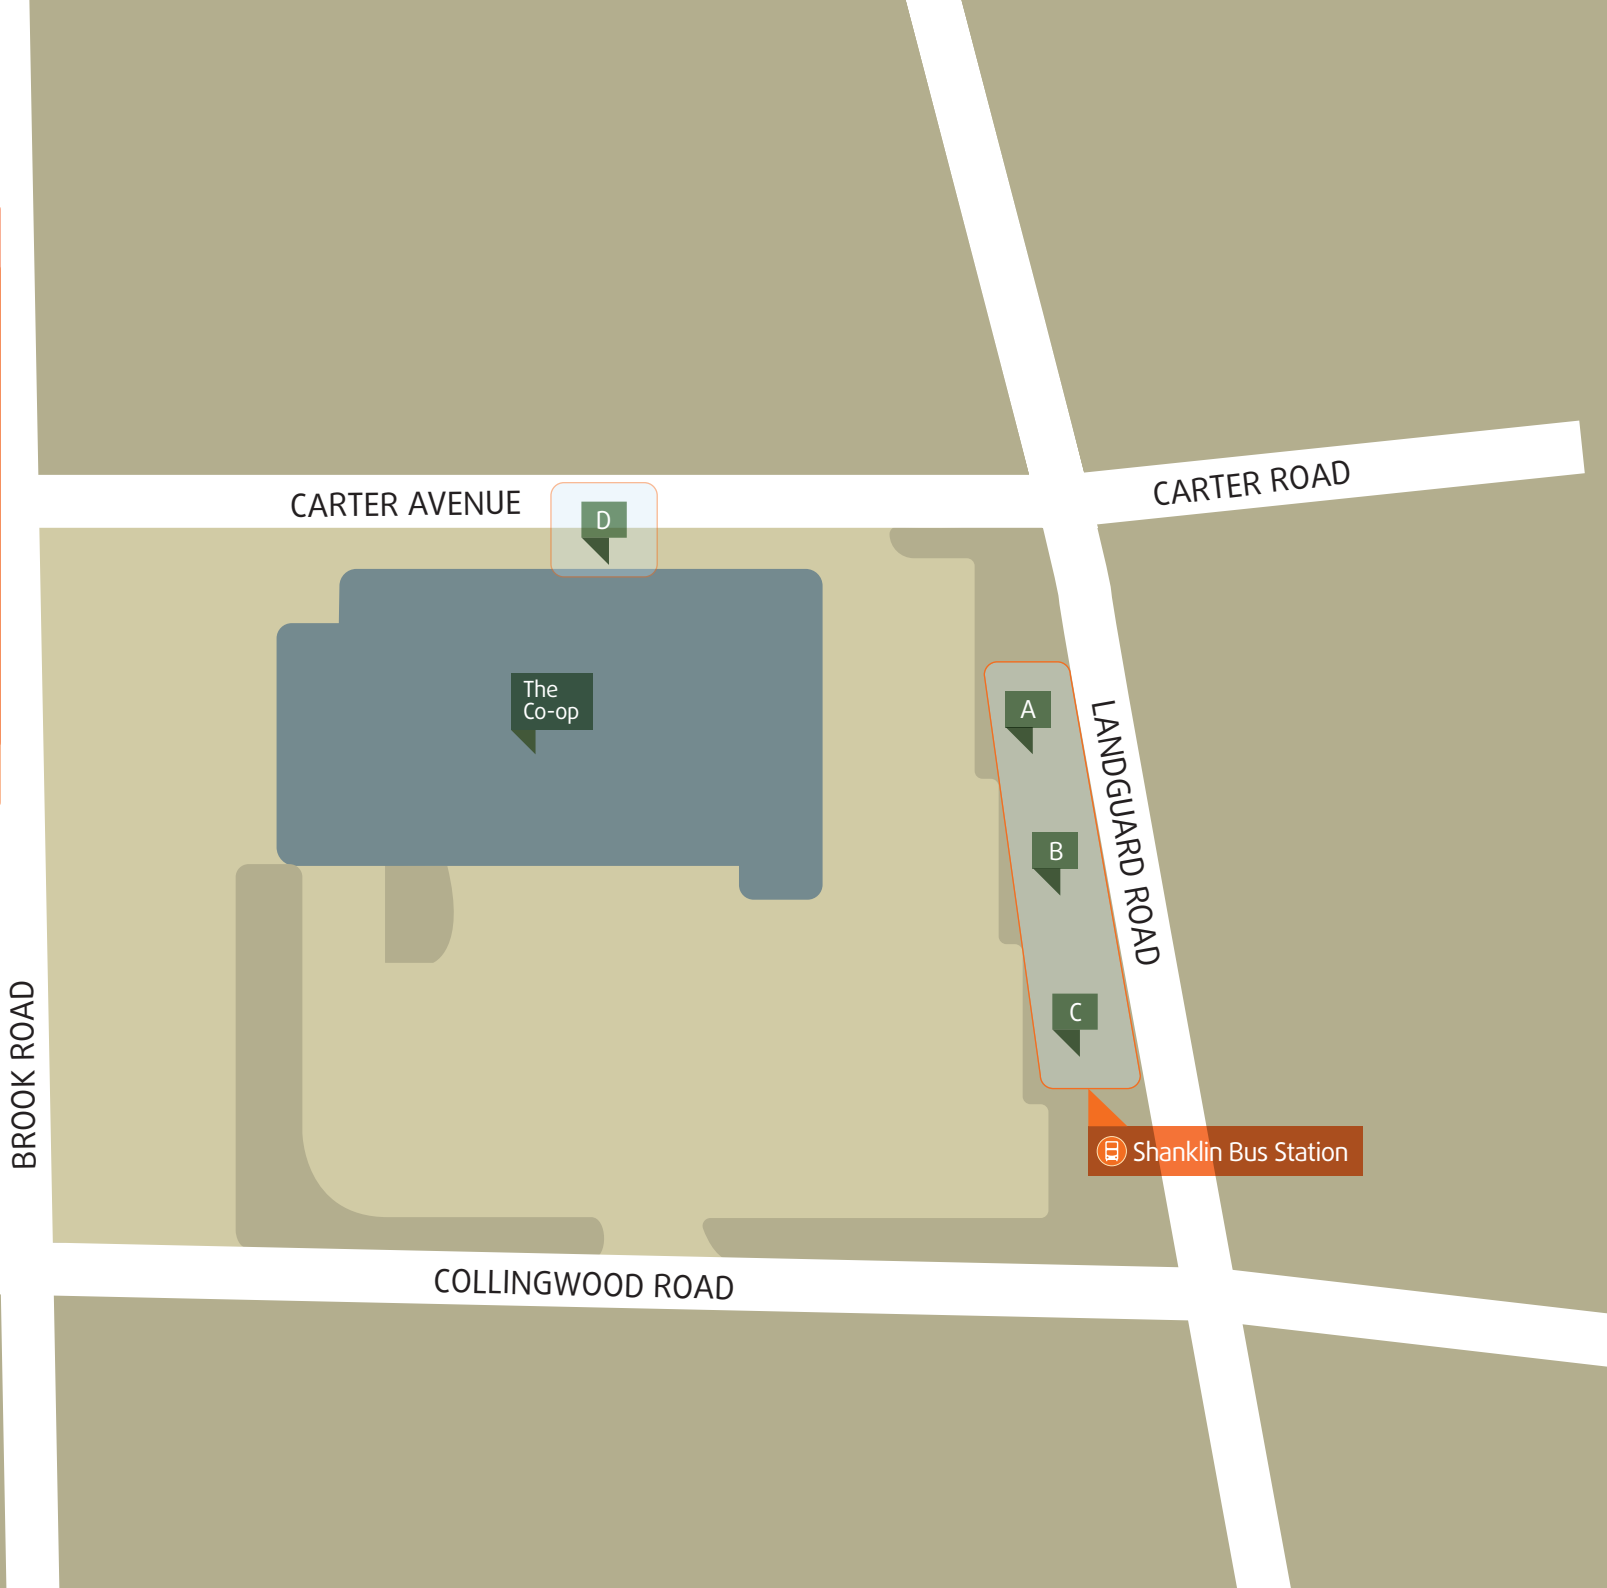 CARTER AVENUE
D
CARTER ROAD
The
Co-op
A
LANDGUARD ROAD
B
C
BROOK ROAD
Shanklin Bus Station
COLLINGWOOD ROAD